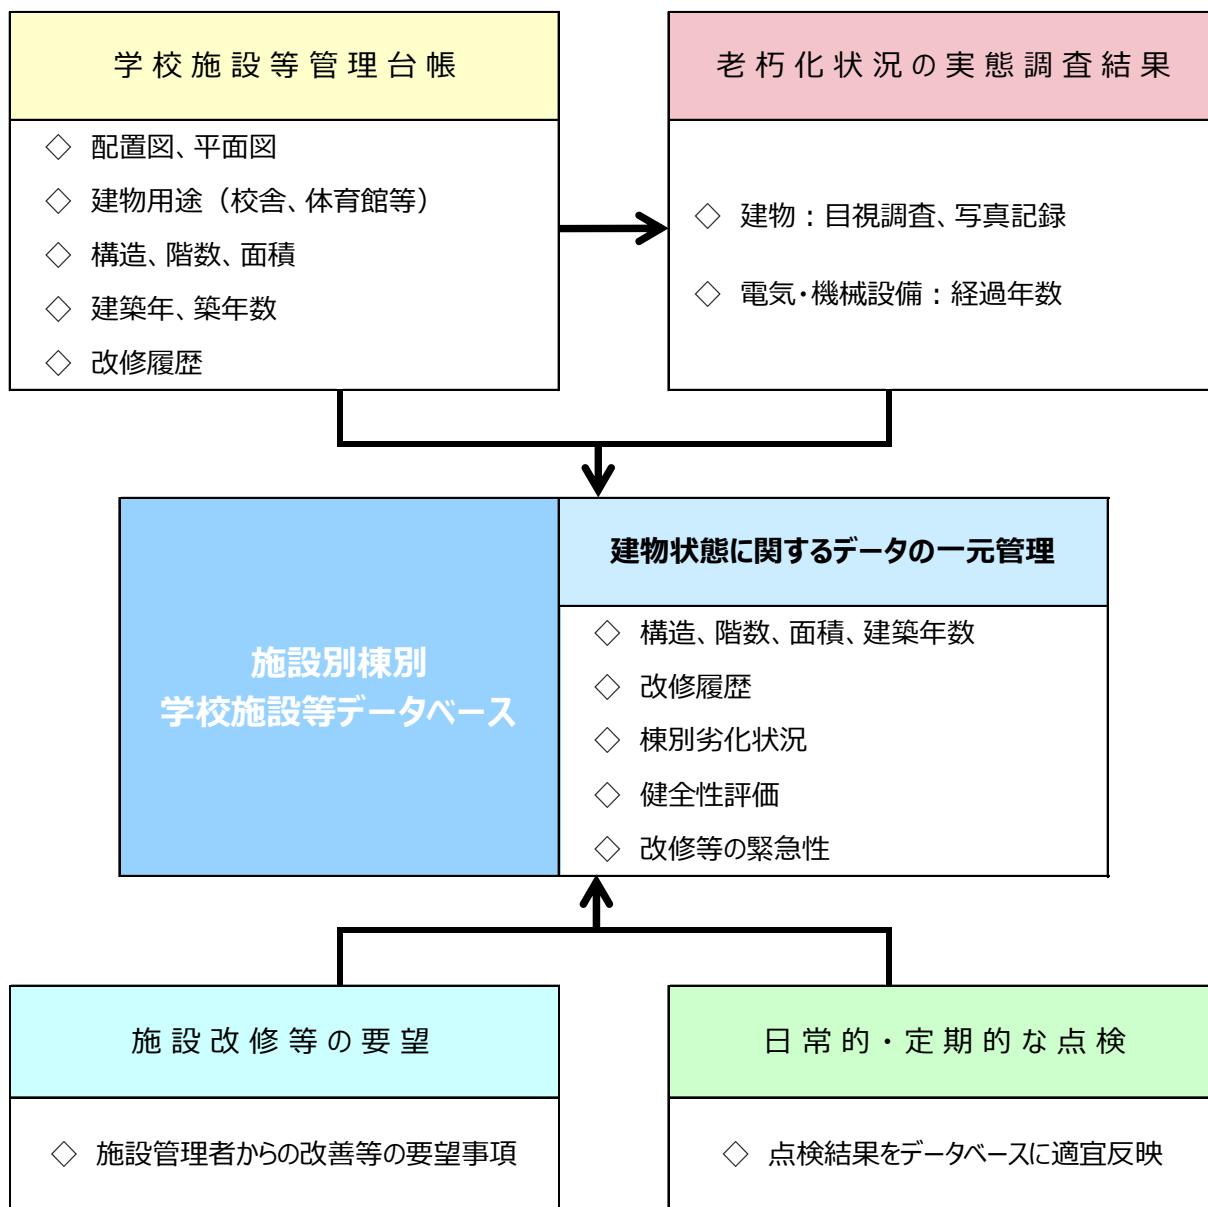 学校施設等管理台帳
◇ 配置図、平面図
◇ 建物用途（校舎、体育館等）
◇ 構造、階数、面積
◇ 建築年、築年数
◇ 改修履歴
老朽化状況の実態調査結果
◇ 建物：目視調査、写真記録
◇ 電気・機械設備：経過年数
施設別棟別
学校施設等データベース
建物状態に関するデータの一元管理
◇ 構造、階数、面積、建築年数
◇ 改修履歴
◇ 棟別劣化状況
◇ 健全性評価
◇ 改修等の緊急性
施設改修等の要望
◇ 施設管理者からの改善等の要望事項
日常的・定期的な点検
◇ 点検結果をデータベースに適宜反映